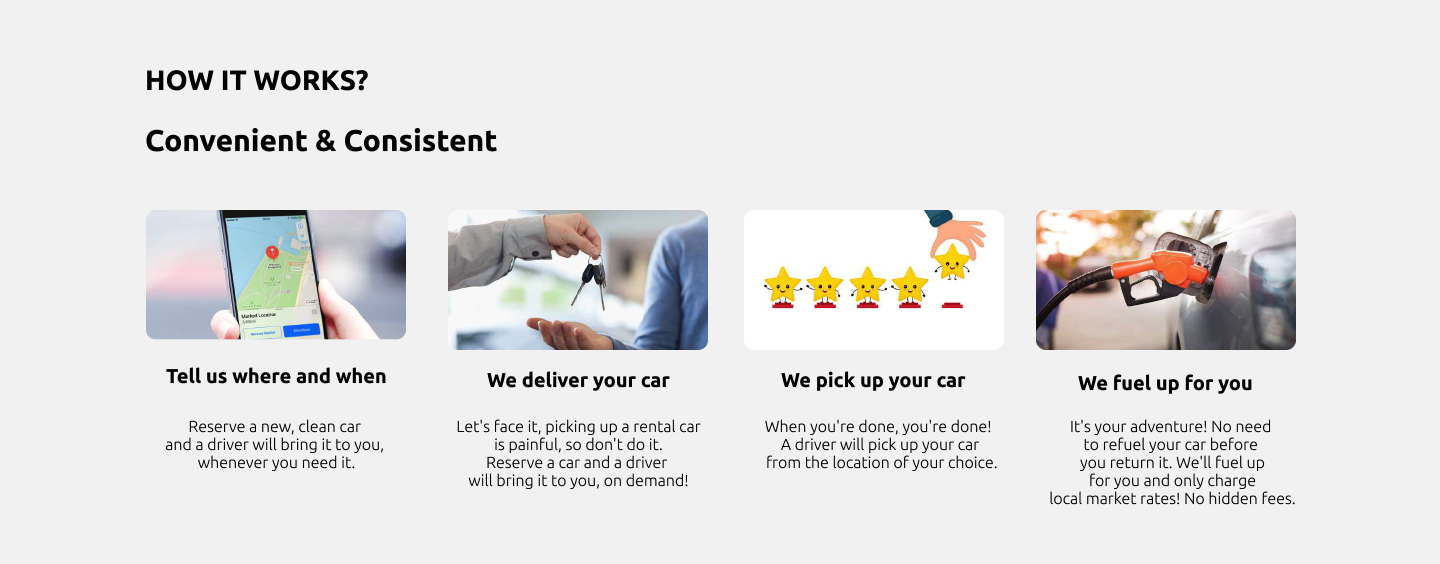 HOW IT WORKS?
Convenient & Consistent
Marked Location
Tell us where and when
Reserve a new, clean car
and a driver will bring it to you,
whenever you need it.
We deliver your car
Let's face it, picking up a rental car
is painful, so don't do it.
Reserve a car and a driver
will bring it to you, on demand!
We pick up your car
When you're done, you're done!
A driver will pick up your car
from the location of your choice.
We fuel up for you
It's your adventure! No need
to refuel your car before
you return it. We'll fuel up
for you and only charge
local market rates! No hidden fees.